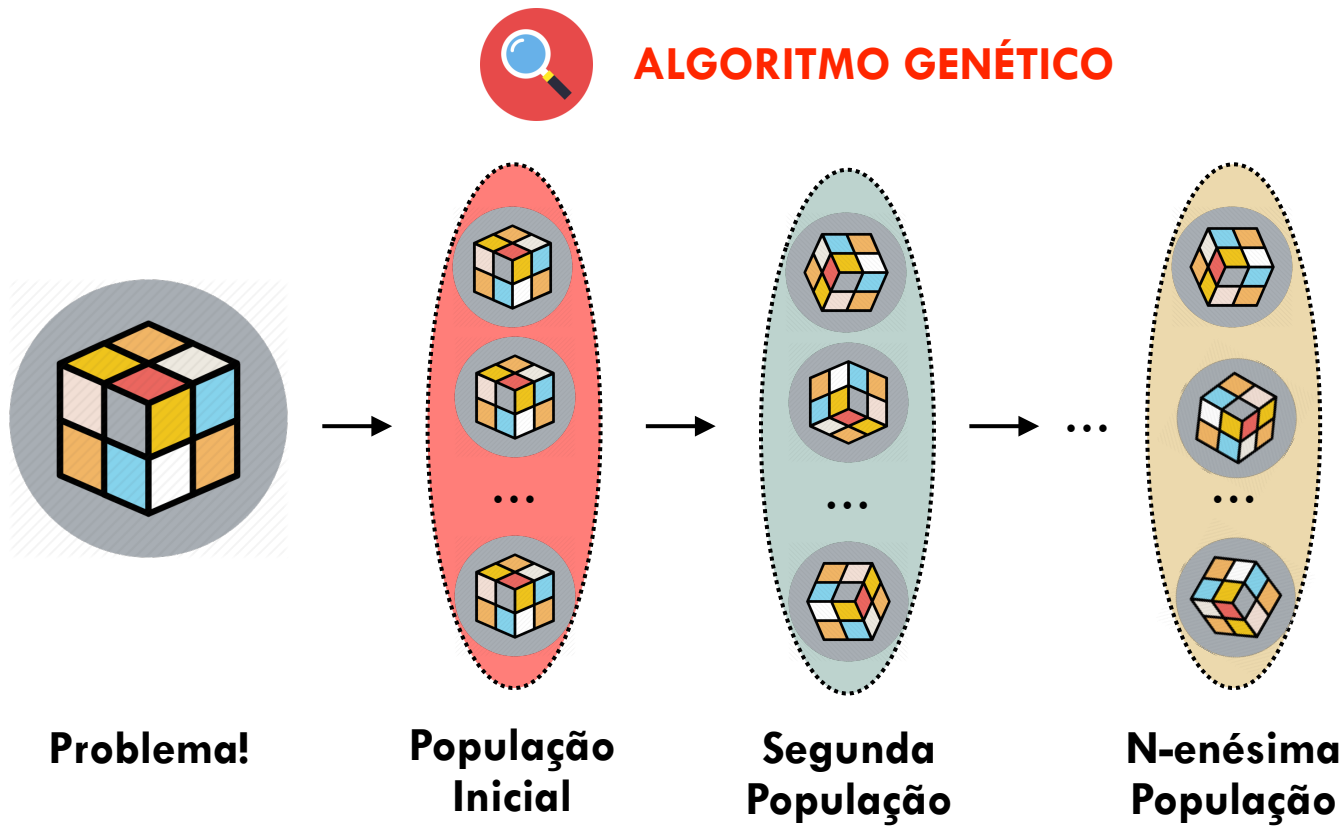 ALGORITMO GENÉTICO
...
...
...
...
Problema!
População
Inicial
Segunda
População
N-enésima
População